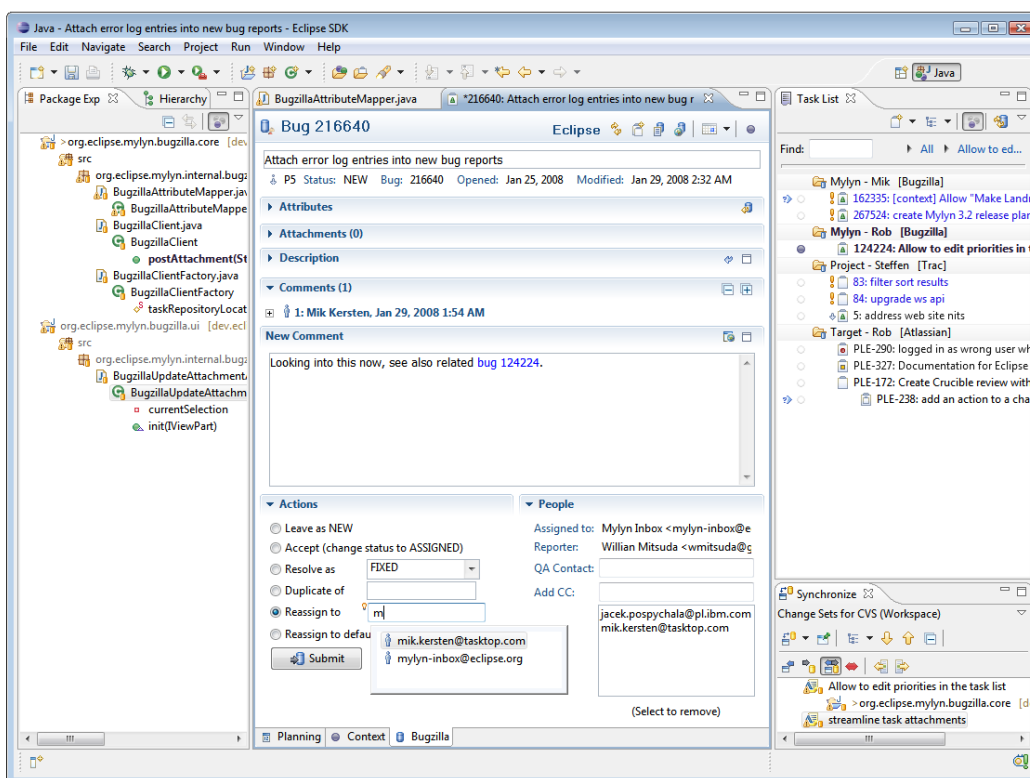 Java - Attach error log entries into new bug reports - Eclipse SDK
File Edit Navigate Search Project Run Window Help
Java
Package Exp
Hierarchy
>org.eclipse.mylyn.bugzilla.core [dev
src
org.eclipse.mylyn.internal.bugz
BugzillaAttributeMapper.jav
BugzillaAttributeMappe
BugzillaClient.java
BugzillaClient
postAttachment(St
BugzillaClientFactory.java
BugzillaClientFactory
taskRepositoryLocat
org.eclipse.mylyn.bugzilla.ui [dev.ecl
src
org.eclipse.mylyn.internal.bugz
BugzillaUpdateAttachment
BugzillaUpdateAttachm
currentSelection
init(IViewPart)
BugzillaAttributeMapper.java
*216640: Attach error log entries into new bug r
Bug 216640
Eclipse
Attach error log entries into new bug reports
P5 Status: NEW Bug: 216640 Opened: Jan 25, 2008 Modified: Jan 29, 2008 2:32 AM
Attributes
Attachments (0)
Description
Comments (1)
1: Mik Kersten, Jan 29, 2008 1:54 AM
New Comment
Looking into this now, see also related bug 124224.
Actions
Leave as NEW
Accept (change status to ASSIGNED)
Resolve as FIXED
Duplicate of
Reassign to m
Reassign to defau
mik.kersten@tasktop.com
mylyn-inbox@eclipse.org
Submit
People
Assigned to: Mylyn Inbox <mylyn-inbox@e
Reporter: Willian Mitsuda <wmitsuda@g
QA Contact:
Add CC:
jacek.pospychala@pl.ibm.com
mik.kersten@tasktop.com
(Select to remove)
Planning Context Bugzilla
Task List
Find: All Allow to ed...
Mylyn - Mik [Bugzilla]
162335: [context] Allow "Make Landr
267524: create Mylyn 3.2 release plan
Mylyn - Rob [Bugzilla]
124224: Allow to edit priorities in t
Project - Steffen [Trac]
83: filter sort results
84: upgrade ws api
5: address web site nits
Target - Rob [Atlassian]
PLE-290: logged in as wrong user wh
PLE-327: Documentation for Eclipse
PLE-172: Create Crucible review with
PLE-238: add an action to a cha
Synchronize
Change Sets for CVS (Workspace)
Allow to edit priorities in the task list
>org.eclipse.mylyn.bugzilla.core [d
streamline task attachments